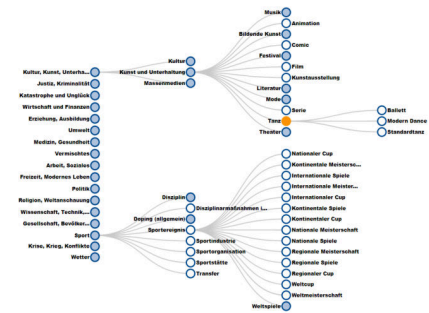 Musik
Animation
Bildende Kunst
Comic
Kultur
Festival
Kultur, Kunst, Unterha...
Kunst und Unterhaltung
Film
Massenmedien
Kunstausstellung
Justiz, Kriminalität
Literatur
Katastrophe und Unglück
Mode
Wirtschaft und Finanzen
Serie
Ballett
Erziehung, Ausbildung
Tanz
Modern Dance
Umwelt
Theater
Standardtanz
Medizin, Gesundheit
Vermischtes
Nationaler Cup
Arbeit, Soziales
Kontinentale Meistersc...
Freizeit, Modernes Leben
Internationale Spiele
Politik
Internationale Meister...
Religion, Weltanschauung
Disziplin
Internationaler Cup
Wissenschaft, Technik,...
Disziplinarmaßnahmen i...
Kontinentale Spiele
Gesellschaft, Bevölker...
Doping (allgemein)
Kontinentaler Cup
Sport
Sportereignis
Nationale Meisterschaft
Krise, Krieg, Konflikte
Sportindustrie
Nationale Spiele
Wetter
Sportorganisation
Regionale Meisterschaft
Sportstätte
Regionale Spiele
Transfer
Regionaler Cup
Weltcup
Weltmeisterschaft
Weltspiele